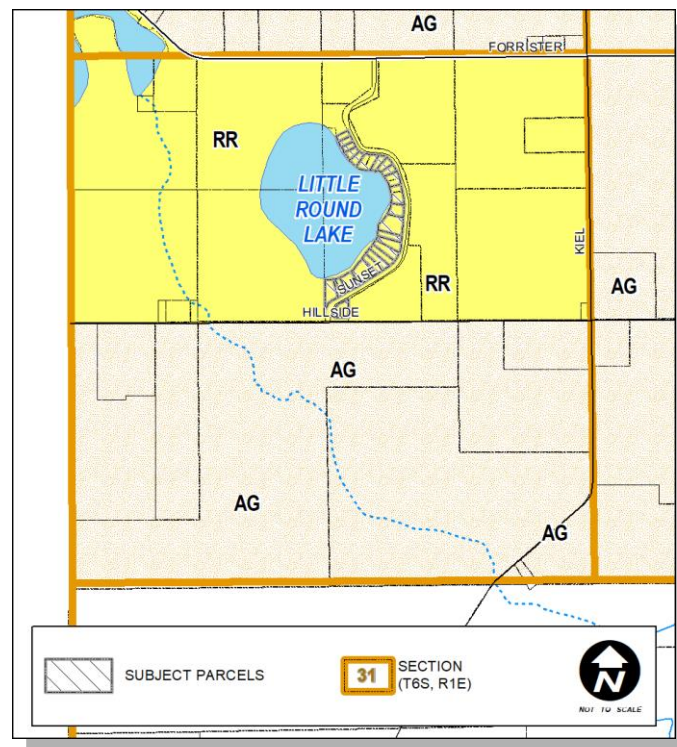 AG
FORRISTER
RR
LITTLE
ROUND
LAKE
KIEL
SUNSET
RR
AG
HILLSIDE
AG
AG
AG
SUBJECT PARCELS
31
SECTION
(T6S, R1E)
N
NOT TO SCALE